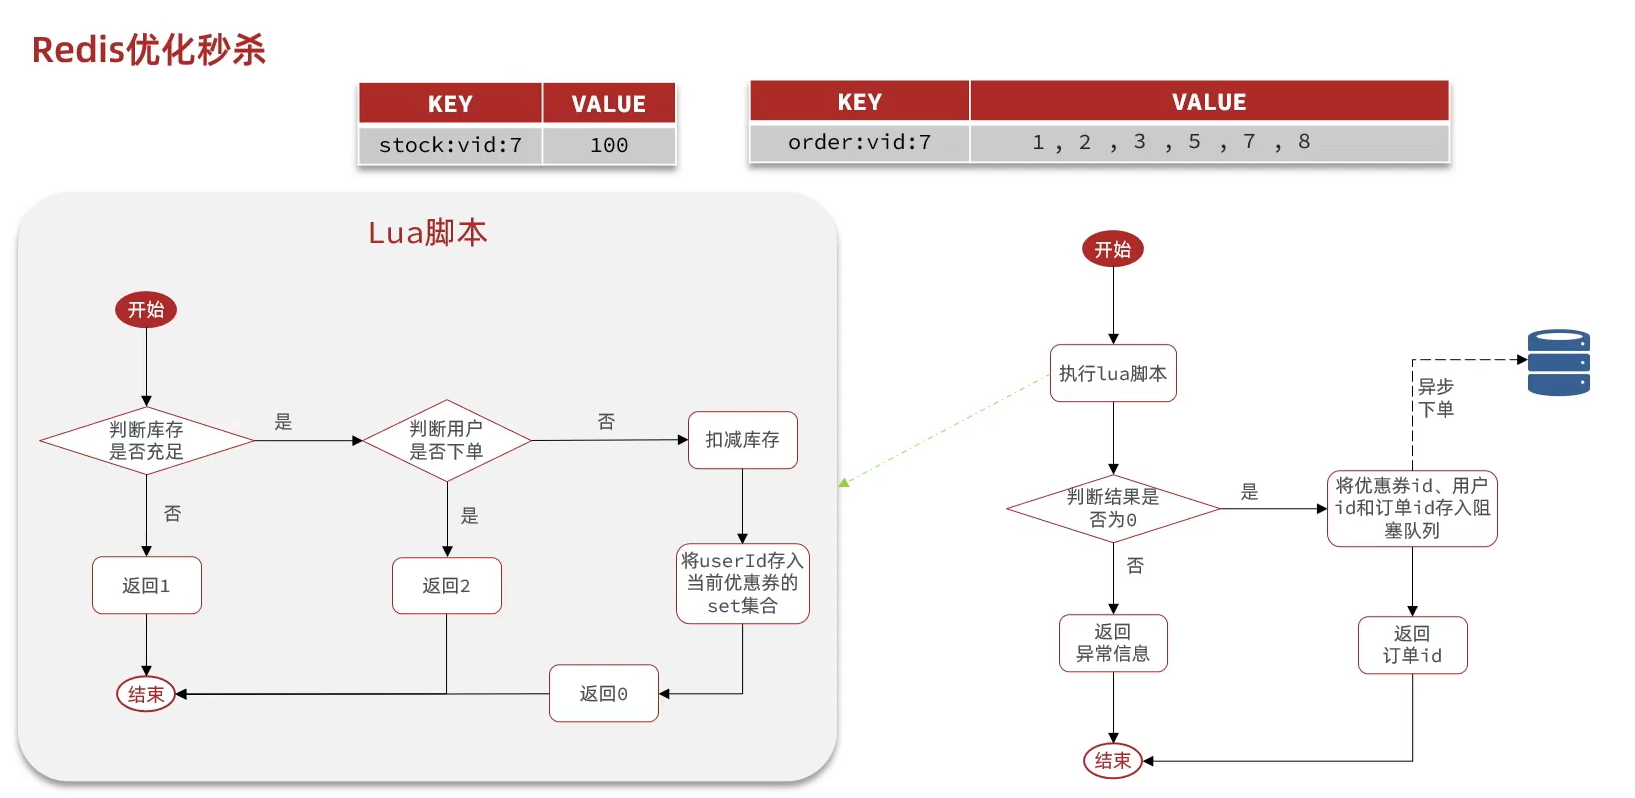 Redis优化秒杀
KEY VALUE
stock:vid:7 100
KEY VALUE
order:vid:7 1 , 2 , 3 , 5 , 7 , 8
Lua脚本
开始
判断库存
是否充足
是
否
返回1
判断用户
是否下单
否
是
返回2
扣减库存
将userId存入
当前优惠券的
set集合
返回0
结束
开始
执行lua脚本
判断结果是
否为0
是
否
返回
异常信息
将优惠券id、用户
id和订单id存入阻
塞队列
异步
下单
返回
订单id
结束